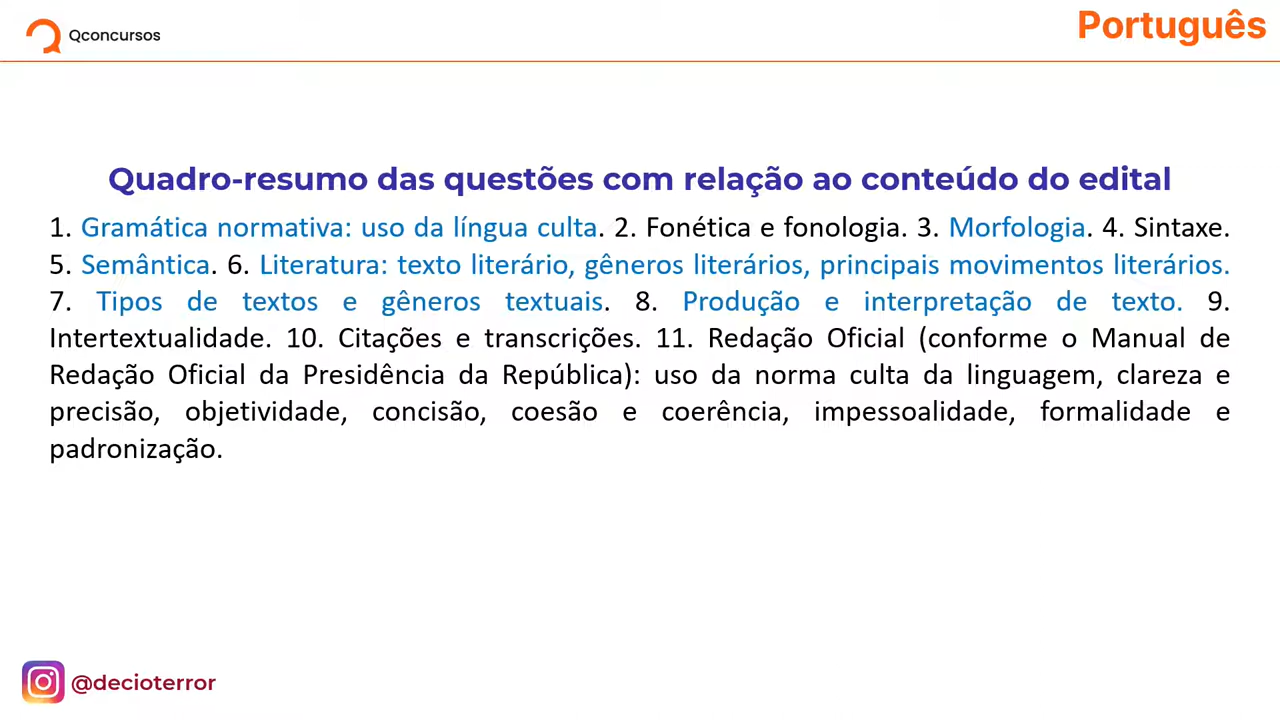 Qconcursos
Português
Quadro-resumo das questões com relação ao conteúdo do edital
1. Gramática normativa: uso da língua culta. 2. Fonética e fonologia. 3. Morfologia. 4. Sintaxe.
5. Semântica. 6. Literatura: texto literário, gêneros literários, principais movimentos literários.
7. Tipos de textos e gêneros textuais. 8. Produção e interpretação de texto. 9.
Intertextualidade. 10. Citações e transcrições. 11. Redação Oficial (conforme o Manual de
Redação Oficial da Presidência da República): uso da norma culta da linguagem, clareza e
precisão, objetividade, concisão, coesão e coerência, impessoalidade, formalidade e
padronização.
@decioterror